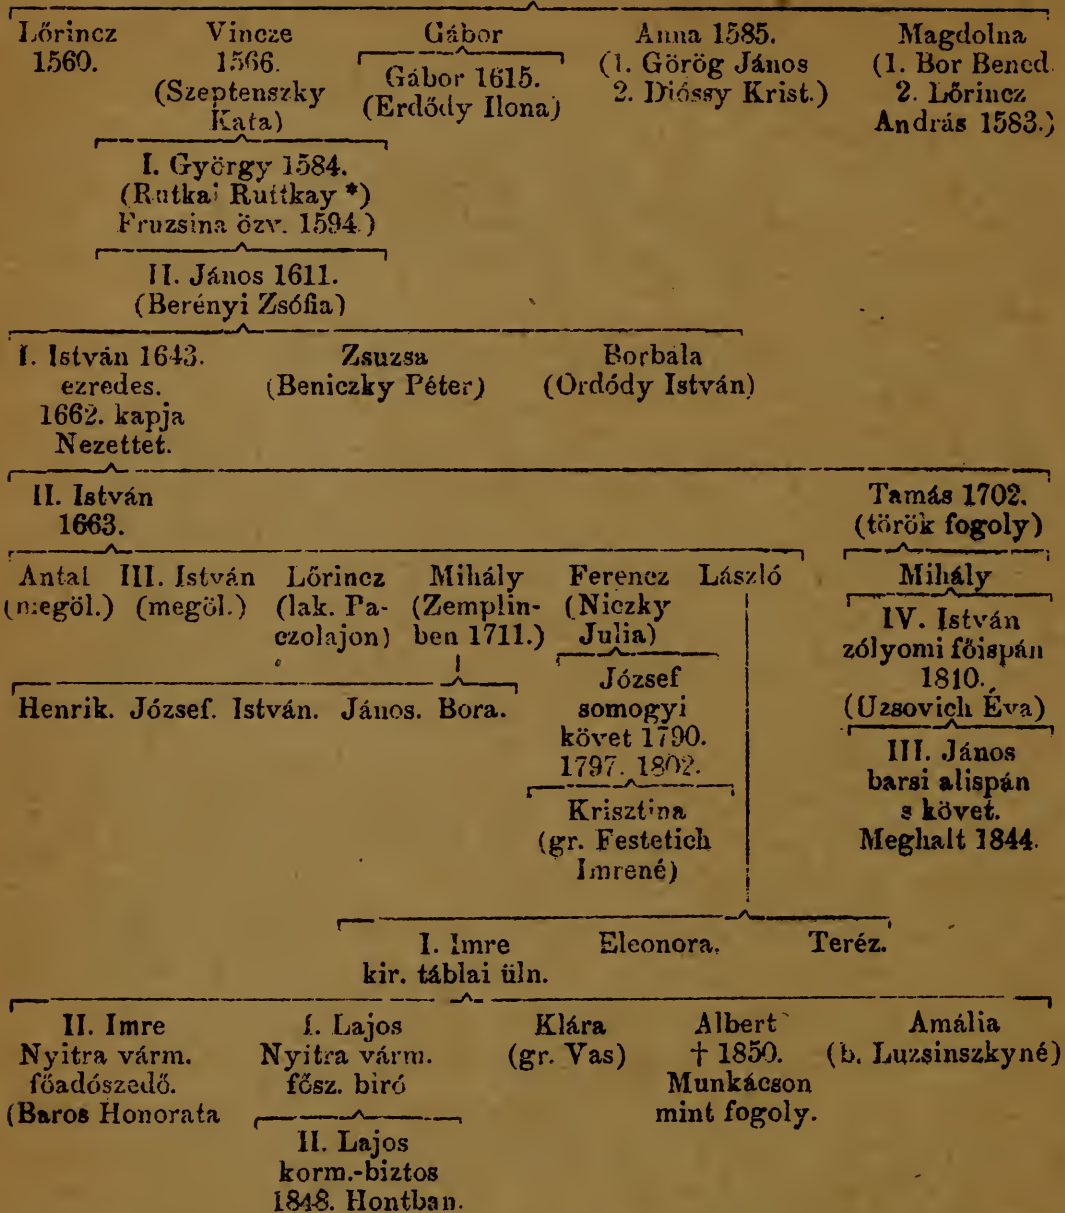 Lőrincz Vincze Gábor Anna 1585. Magdolna
1560. 1566. Gábor 1615. (1. Görög János (1. Bor Bened.
(Szeptenszky (Erdődy Ilona) 2. Dióssy Krist.) 2. Lőrincz
Kata) András 1583.)
I. György 1584.
(Rutkai Ruttkay *)
Fruzsina özv. 1594.)
II. János 1611.
(Berényi Zsófia)
I. István 1643. Zsuzsa Borbála
ezredes. (Beniczky Péter) (Ordódy István)
1662. kapja
Nezettet.
II. István Tamás 1702.
1663. (török fogoly)
Antal III. István Lőrincz Mihály Ferencz László Mihály
(megöl.) (megöl.) (lak. Pa- (Zemplin- (Niczky
czolajon) ben 1711.) Julia) IV. István
zólyomi főispán
József 1810.
Henrik. József. István. János. Bora. somogyi (Uzsovich Éva)
követ 1790. III. János
1797. 1802. barsi alispán
Krisztina s követ.
(gr. Festetich Meghalt 1844.
Imrené)
I. Imre Eleonora. Teréz.
kir. táblai üln.
II. Imre I. Lajos Klára Albert Amália
Nyitra várm. Nyitra várm. (gr. Vas) † 1850. (b. Luzsinszkyné)
főadószedő. fősz. biró Munkácson
(Baros Honorata mint fogoly.
II. Lajos
korm.-biztos
1848. Hontban.